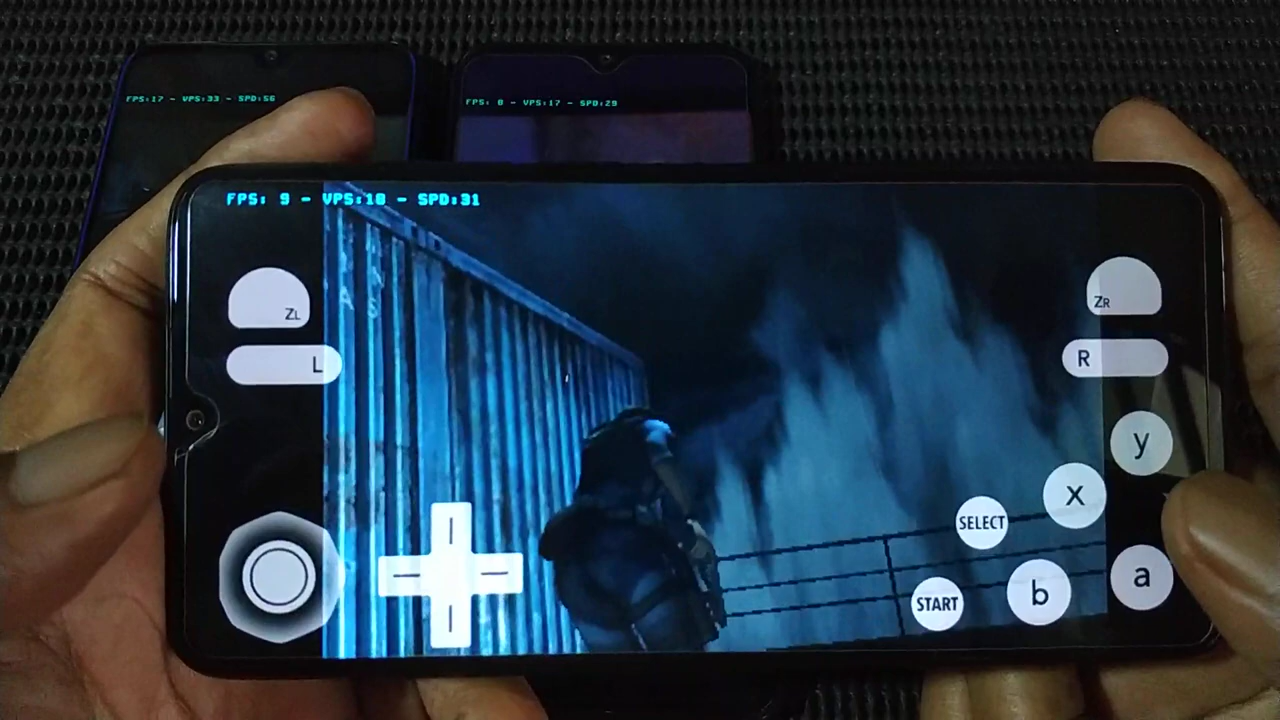 FPS:17 - VPS:33 - SPD:56
FPS: 8 - VPS:17 - SPD:29
FPS: 9 - VPS:18 - SPD:31
ZL
ZR
L
R
y
x
SELECT
a
b
START